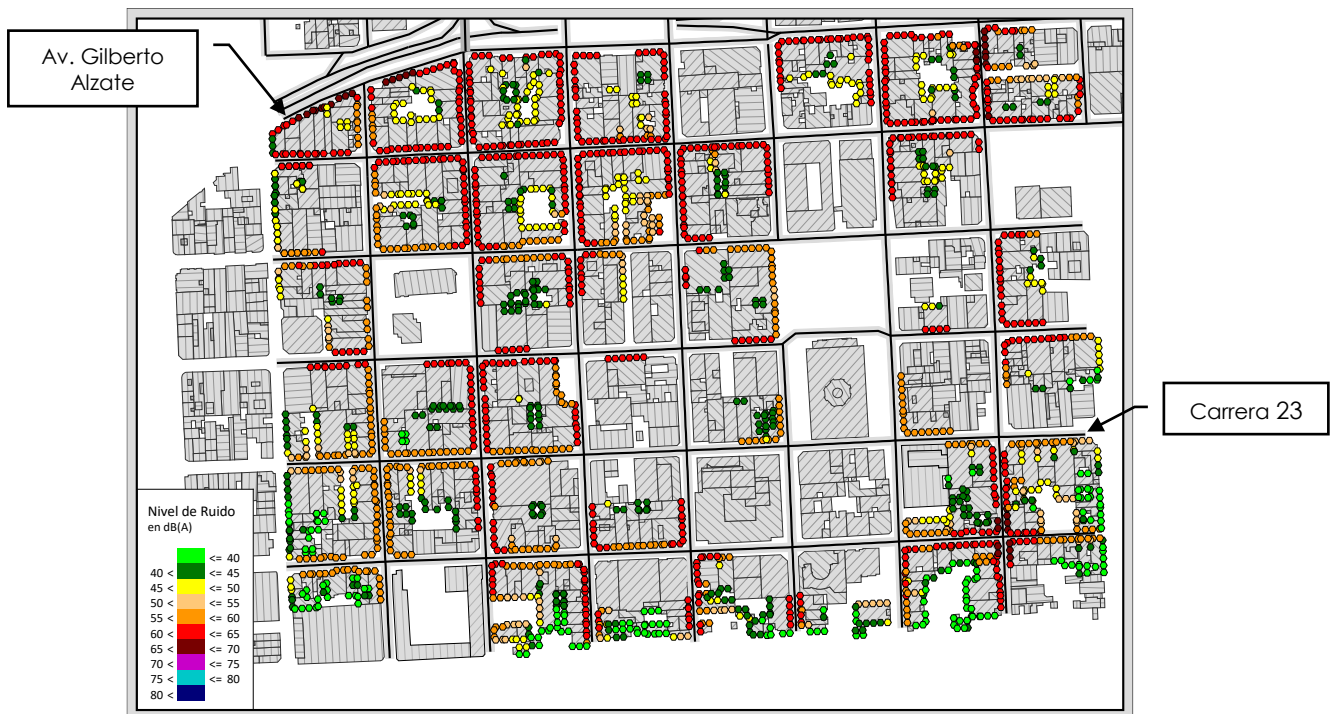 Av. Gilberto
Alzate
Carrera 23
Nivel de Ruido
en dB(A)
<= 40
40 < <= 45
45 < <= 50
50 < <= 55
55 < <= 60
60 < <= 65
65 < <= 70
70 < <= 75
75 < <= 80
80 <